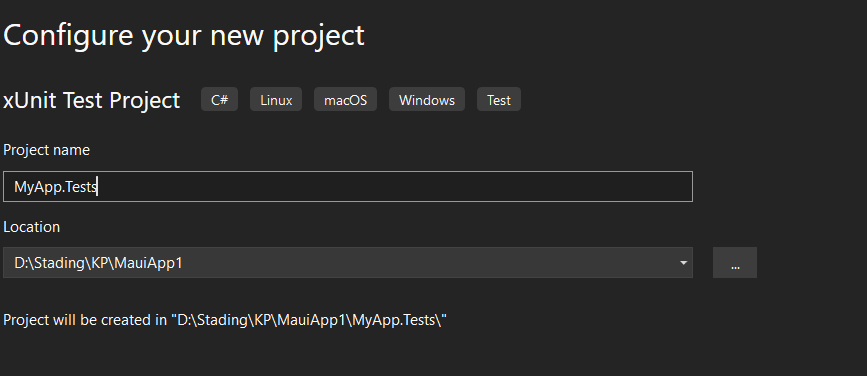 Configure your new project
xUnit Test Project C# Linux macOS Windows Test
Project name
MyApp.Tests
Location
D:\Stading\KP\MauiApp1
...
Project will be created in "D:\Stading\KP\MauiApp1\MyApp.Tests\"